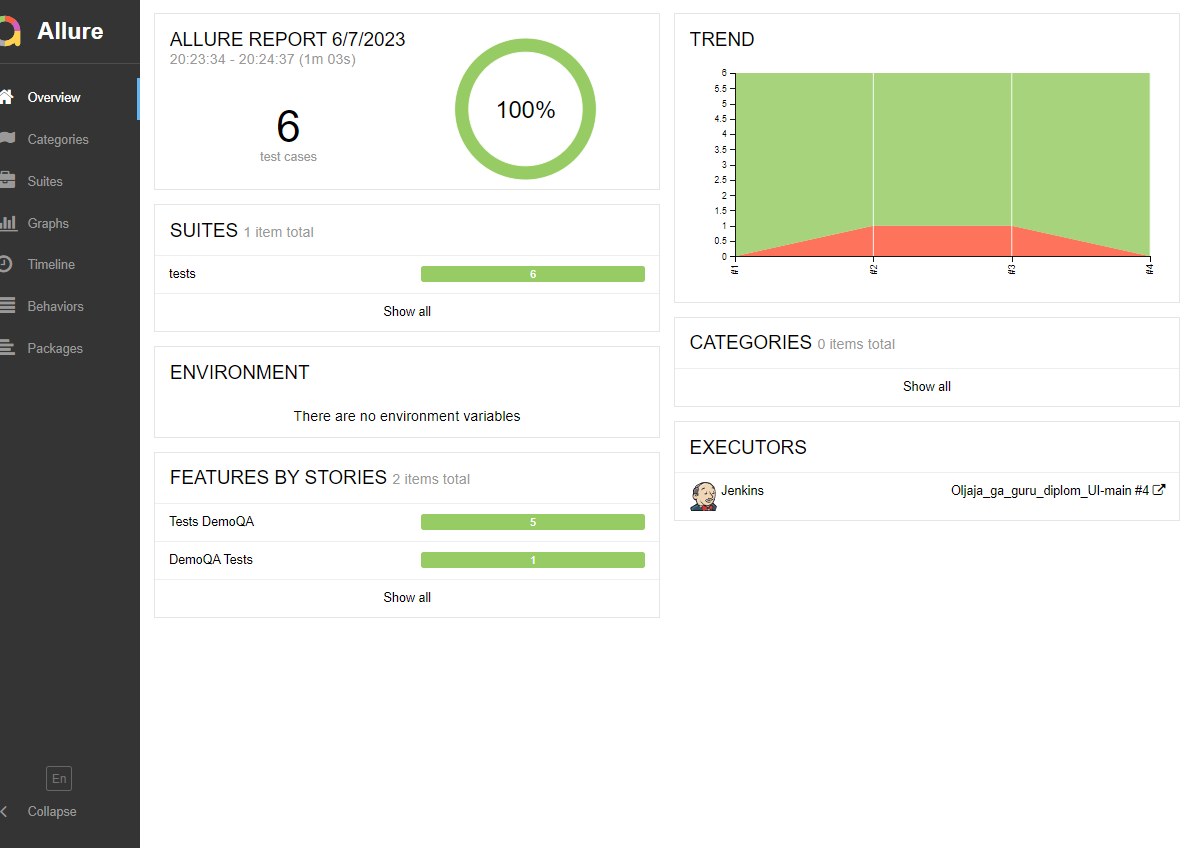 Allure
Overview
Categories
Suites
Graphs
Timeline
Behaviors
Packages
En
Collapse
ALLURE REPORT 6/7/2023
20:23:34 - 20:24:37 (1m 03s)
6
test cases
100%
SUITES 1 item total
tests 6
Show all
ENVIRONMENT
There are no environment variables
FEATURES BY STORIES 2 items total
Tests DemoQA 5
DemoQA Tests 1
Show all
TREND
6
5.5
5
4.5
4
3.5
3
2.5
2
1.5
1
0.5
0
#1 #2 #3 #4
CATEGORIES 0 items total
Show all
EXECUTORS
Jenkins Oljaja_ga_guru_diplom_UI-main #4